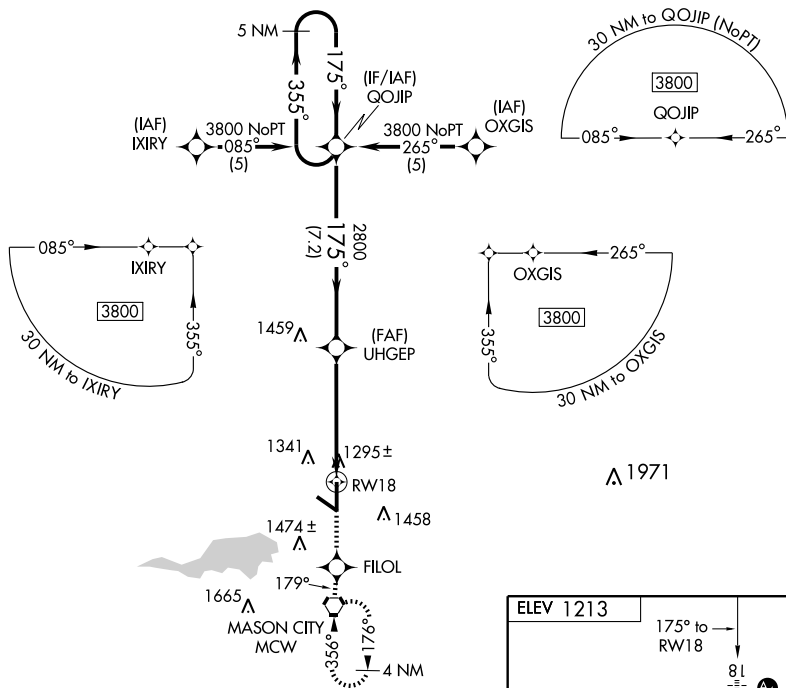 5 NM
175°
355°
(IF/IAF)
QOJIP
(IAF)
IXIRY
3800 NoPT
085°
(5)
3800 NoPT
265°
(5)
(IAF)
OXGIS
30 NM to QOJIP (NoPT)
3800
QOJIP
085°
265°
2800
175°
(7.2)
085°
IXIRY
3800
355°
30 NM to IXIRY
265°
OXGIS
3800
355°
30 NM to OXGIS
1459
(FAF)
UHGEP
1341
1295±
RW18
1971
1458
1474±
FILOL
179°
1665
MASON CITY
MCW
356°
176°
4 NM
ELEV 1213
175° to
RW18
18